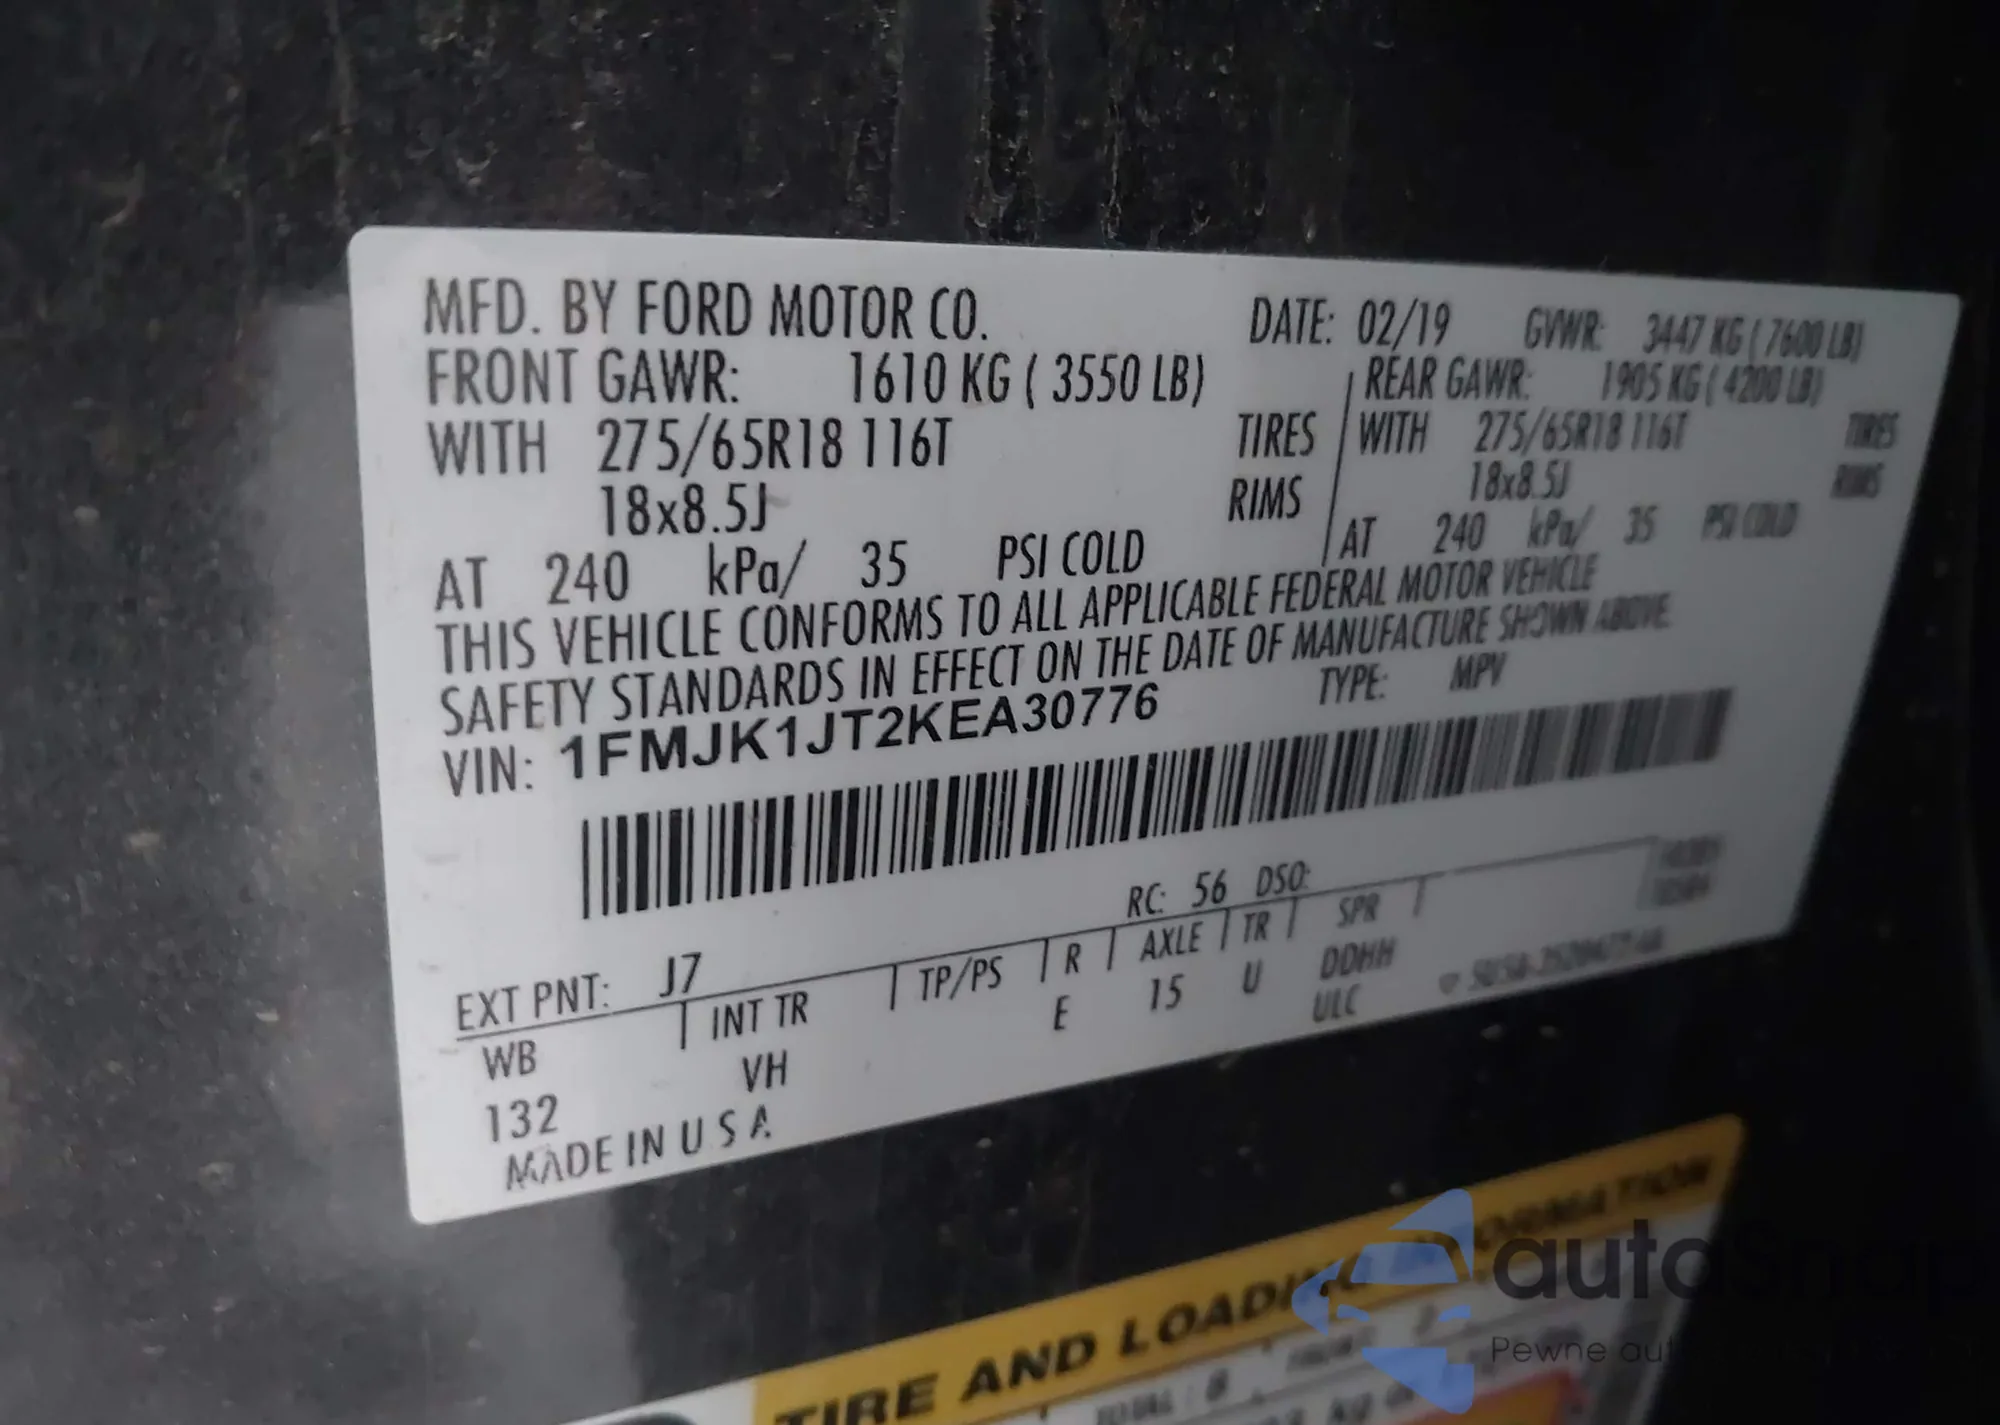 MFD. BY FORD MOTOR CO.
DATE: 02/19 GVWR: 3447 KG ( 7600 LB)
FRONT GAWR: 1610 KG ( 3550 LB)
REAR GAWR: 1905 KG ( 4200 LB)
WITH 275/65R18 116T TIRES
WITH 275/65R18 116T TIRES
18x8.5J RIMS
18x8.5J RIMS
AT 240 kPa/ 35 PSI COLD
AT 240 kPa/ 35 PSI COLD
THIS VEHICLE CONFORMS TO ALL APPLICABLE FEDERAL MOTOR VEHICLE
SAFETY STANDARDS IN EFFECT ON THE DATE OF MANUFACTURE SHOWN ABOVE
VIN: 1FMJK1JT2KEA30776
TYPE: MPV
RC: 56 DSO:
EXT PNT: J7
WB INT TR TP/PS R AXLE TR SPR
132 VH E 15 U DDHH
ULC
MADE IN U S A
TIRE AND LOADING INFORMATION
TOTAL : 8
autosnap
Pewne